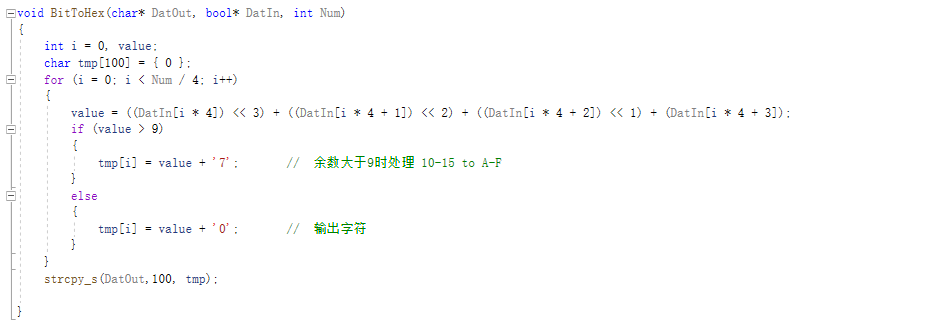 void BitToHex(char* DatOut, bool* DatIn, int Num)
{
    int i = 0, value;
    char tmp[100] = { 0 };
    for (i = 0; i < Num / 4; i++)
    {
        value = ((DatIn[i * 4]) << 3) + ((DatIn[i * 4 + 1]) << 2) + ((DatIn[i * 4 + 2]) << 1) + (DatIn[i * 4 + 3]);
        if (value > 9)
        {
            tmp[i] = value + '7';       //  余数大于9时处理 10-15 to A-F
        }
        else
        {
            tmp[i] = value + '0';       //  输出字符
        }
    }
    strcpy_s(DatOut,100, tmp);
}